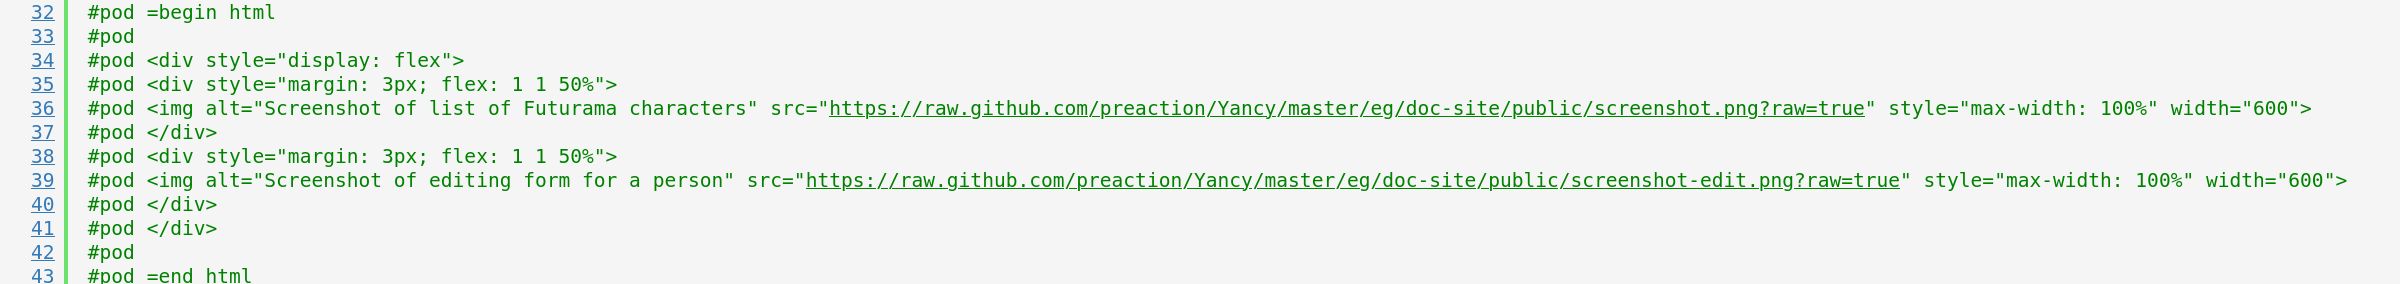 32 #pod =begin html
33 #pod
34 #pod <div style="display: flex">
35 #pod <div style="margin: 3px; flex: 1 1 50%">
36 #pod <img alt="Screenshot of list of Futurama characters" src="https://raw.github.com/preaction/Yancy/master/eg/doc-site/public/screenshot.png?raw=true" style="max-width: 100%" width="600">
37 #pod </div>
38 #pod <div style="margin: 3px; flex: 1 1 50%">
39 #pod <img alt="Screenshot of editing form for a person" src="https://raw.github.com/preaction/Yancy/master/eg/doc-site/public/screenshot-edit.png?raw=true" style="max-width: 100%" width="600">
40 #pod </div>
41 #pod </div>
42 #pod
43 #pod =end html